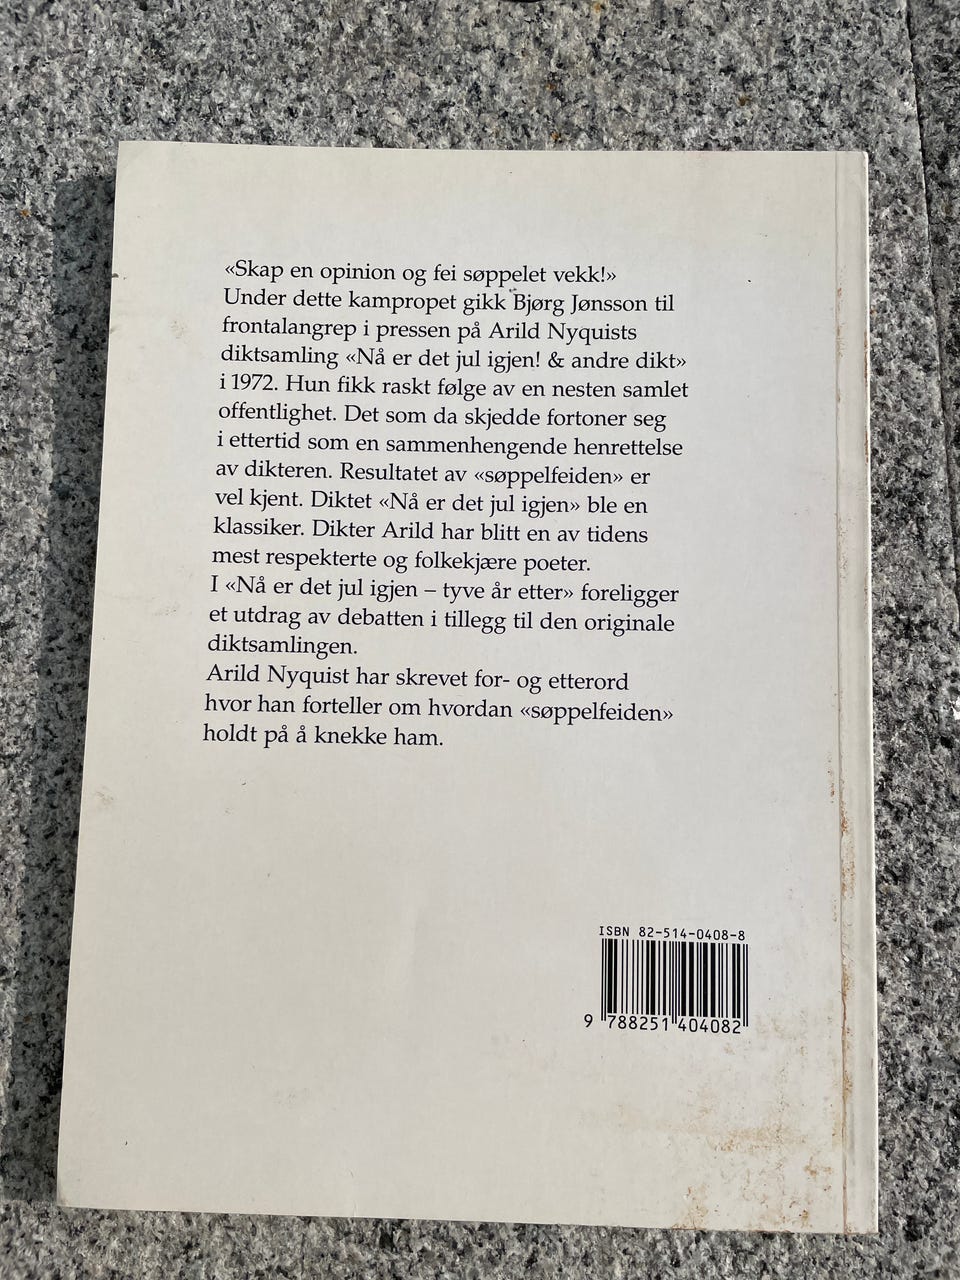 «Skap en opinion og fei søppelet vekk!»
Under dette kampropet gikk Bjørg Jønsson til
frontalangrep i pressen på Arild Nyquists
diktsamling «Nå er det jul igjen! & andre dikt»
i 1972. Hun fikk raskt følge av en nesten samlet
offentlighet. Det som da skjedde fortoner seg
i ettertid som en sammenhengende henrettelse
av dikteren. Resultatet av «søppelfeiden» er
vel kjent. Diktet «Nå er det jul igjen» ble en
klassiker. Dikter Arild har blitt en av tidens
mest respekterte og folkekjære poeter.
I «Nå er det jul igjen – tyve år etter» foreligger
et utdrag av debatten i tillegg til den originale
diktsamlingen.
Arild Nyquist har skrevet for- og etterord
hvor han forteller om hvordan «søppelfeiden»
holdt på å knekke ham.
ISBN 82-514-0408-8
9 788251 404082